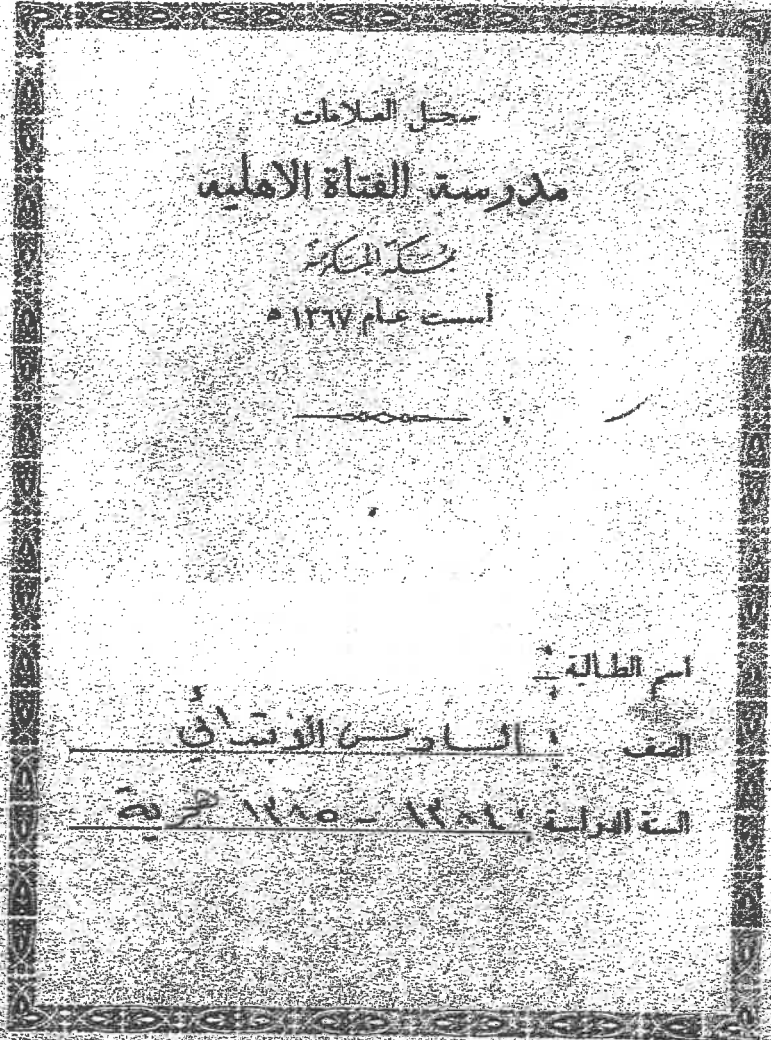 سجل العلامات
مدرسة الفتاة الاهلية
بمكة المكرمة
أسست عام ١٣٦٧ ه
اسم الطالبة :
الصف : السادس الابتدائي
السنة الدراسية : ١٣٨٤ - ١٣٨٥ هجرية